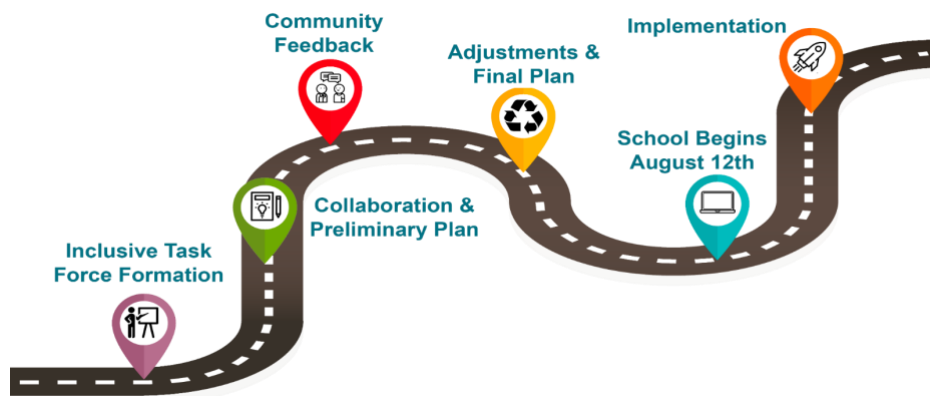 Inclusive Task
Force Formation
Collaboration &
Preliminary Plan
Community
Feedback
Adjustments &
Final Plan
School Begins
August 12th
Implementation